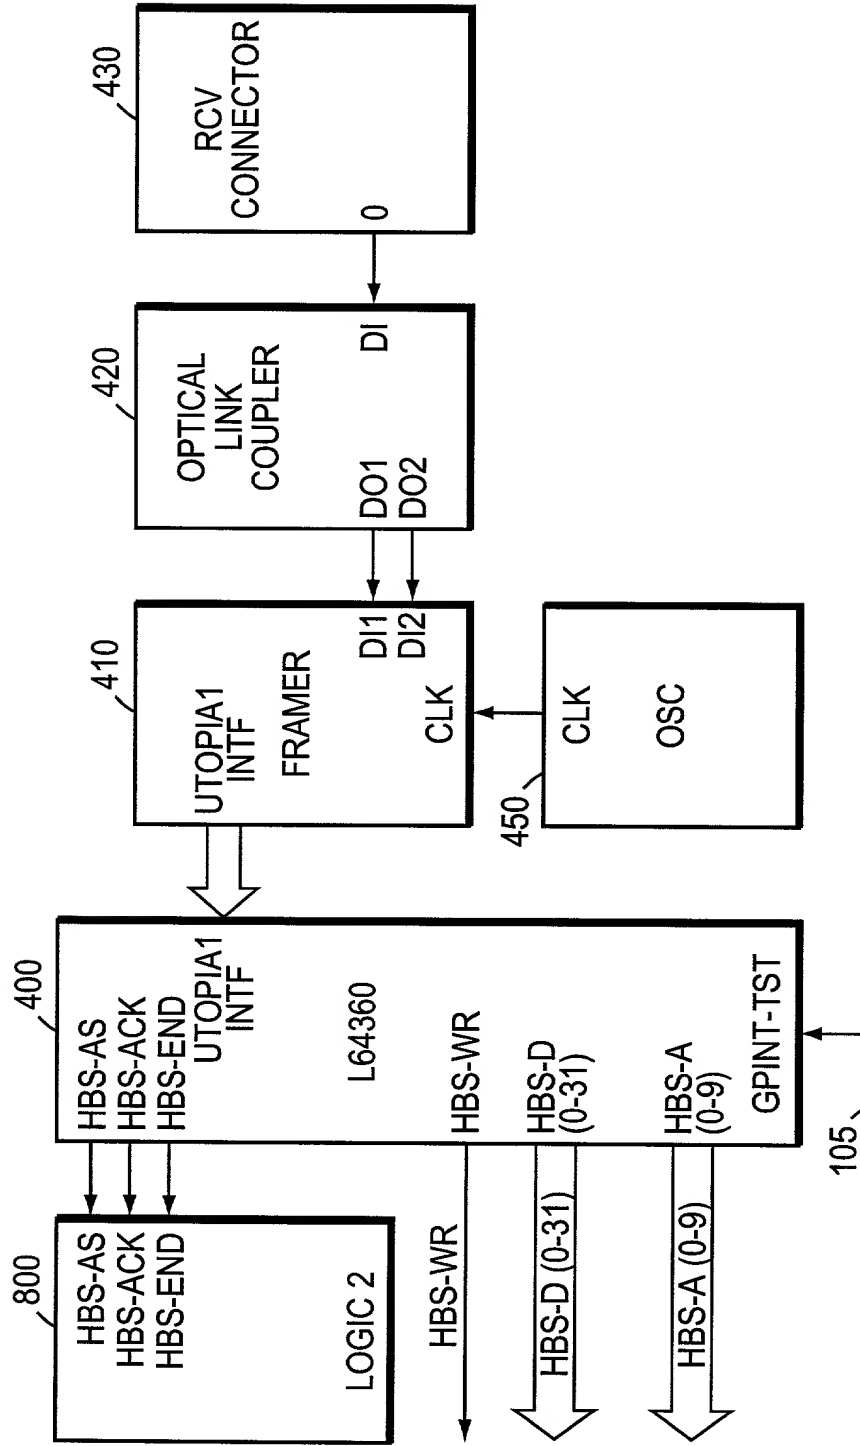 800
HBS-AS
HBS-ACK
HBS-END
LOGIC 2
HBS-WR
HBS-D (0-31)
HBS-A (0-9)
400
HBS-AS
HBS-ACK
HBS-END
UTOPIA1
INTF
L64360
HBS-WR
HBS-D
(0-31)
HBS-A
(0-9)
GPINT-TST
105
410
UTOPIA1
INTF
FRAMER
DI1
DI2
CLK
450
CLK
OSC
420
OPTICAL
LINK
COUPLER
DO1
DO2
DI
430
RCV
CONNECTOR
0